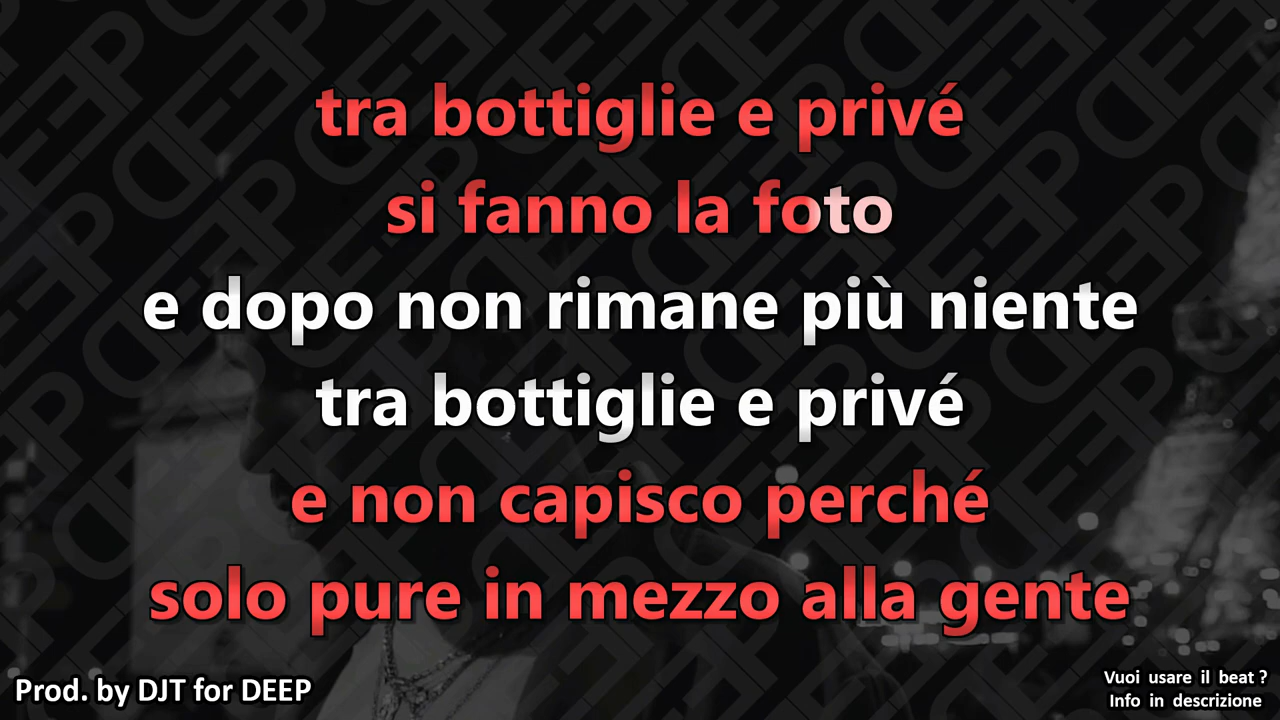 tra bottiglie e privé
si fanno la foto
e dopo non rimane più niente
tra bottiglie e privé
e non capisco perché
solo pure in mezzo alla gente
Prod. by DJT for DEEP
Vuoi usare il beat ?
Info in descrizione